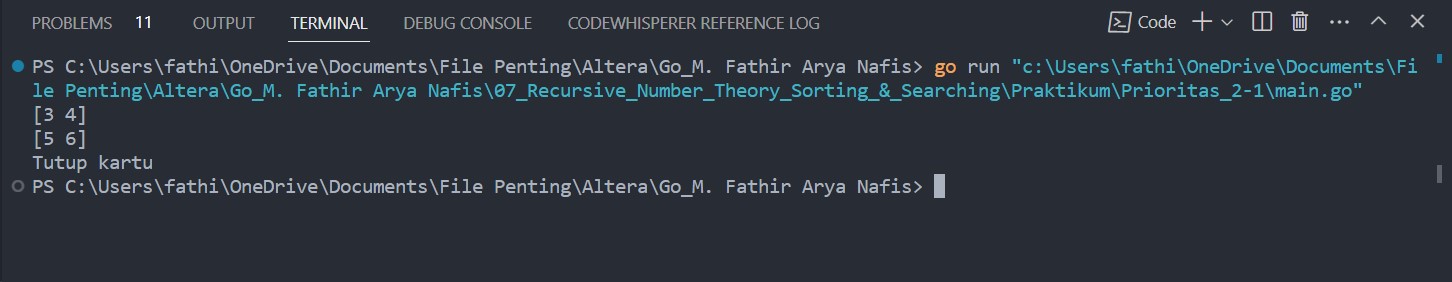 PROBLEMS 11 OUTPUT TERMINAL DEBUG CONSOLE CODEWHISPERER REFERENCE LOG Code
PS C:\Users\fathi\OneDrive\Documents\File Penting\Altera\Go_M. Fathir Arya Nafis> go run "c:\Users\fathi\OneDrive\Documents\Fi
le Penting\Altera\Go_M. Fathir Arya Nafis\07_Recursive_Number_Theory_Sorting_&_Searching\Praktikum\Prioritas_2-1\main.go"
[3 4]
[5 6]
Tutup kartu
PS C:\Users\fathi\OneDrive\Documents\File Penting\Altera\Go_M. Fathir Arya Nafis>